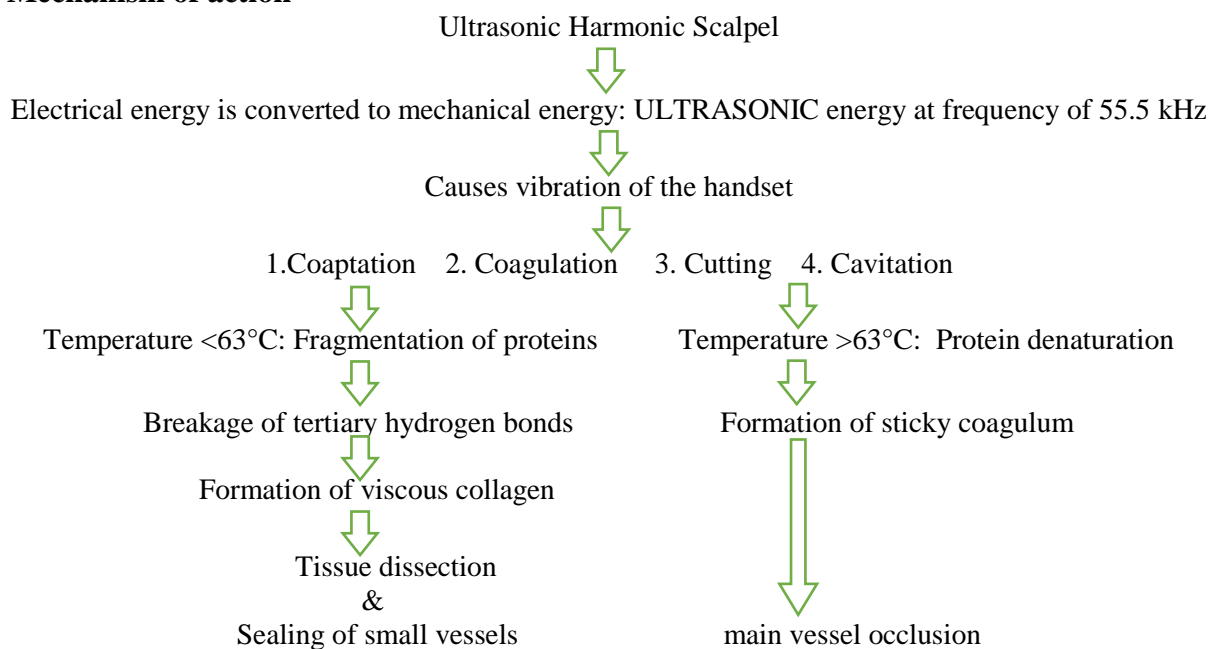 Mechanism of action
Ultrasonic Harmonic Scalpel
Electrical energy is converted to mechanical energy: ULTRASONIC energy at frequency of 55.5 kHz
Causes vibration of the handset
1.Coaptation 2. Coagulation 3. Cutting 4. Cavitation
Temperature <63°C: Fragmentation of proteins Temperature >63°C: Protein denaturation
Breakage of tertiary hydrogen bonds Formation of sticky coagulum
Formation of viscous collagen
Tissue dissection
&
Sealing of small vessels main vessel occlusion